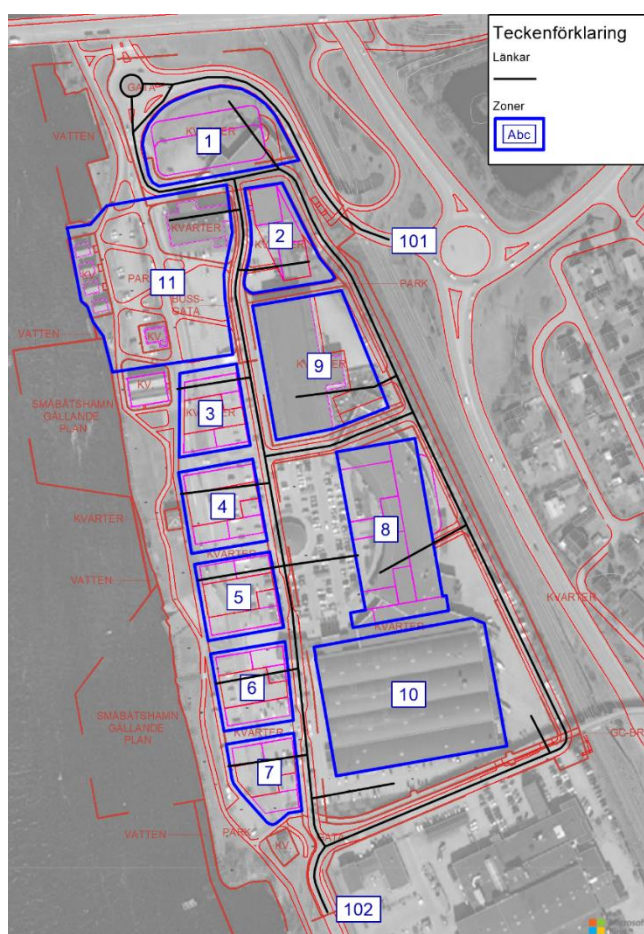 Teckenförklaring
Länkar
Zoner
Abc
GATA
VATTEN
KVARTER
1
101
KVARTER
2
KVARTER
PARK
KV.
11
VATTEN
KV.
KVARTER
9
KV.
SMÅBÅTSHAMN
GÄLLANDE
PLAN
3
KVARTER
4
KVARTER
8
KVARTER
VATTEN
5
KVARTER
KVARTER
6
10
SMÅBÅTSHAMN
GÄLLANDE
PLAN
KVARTER
GC-BR
7
VATTEN
PARK
KV.
GATA
102
Microsoft